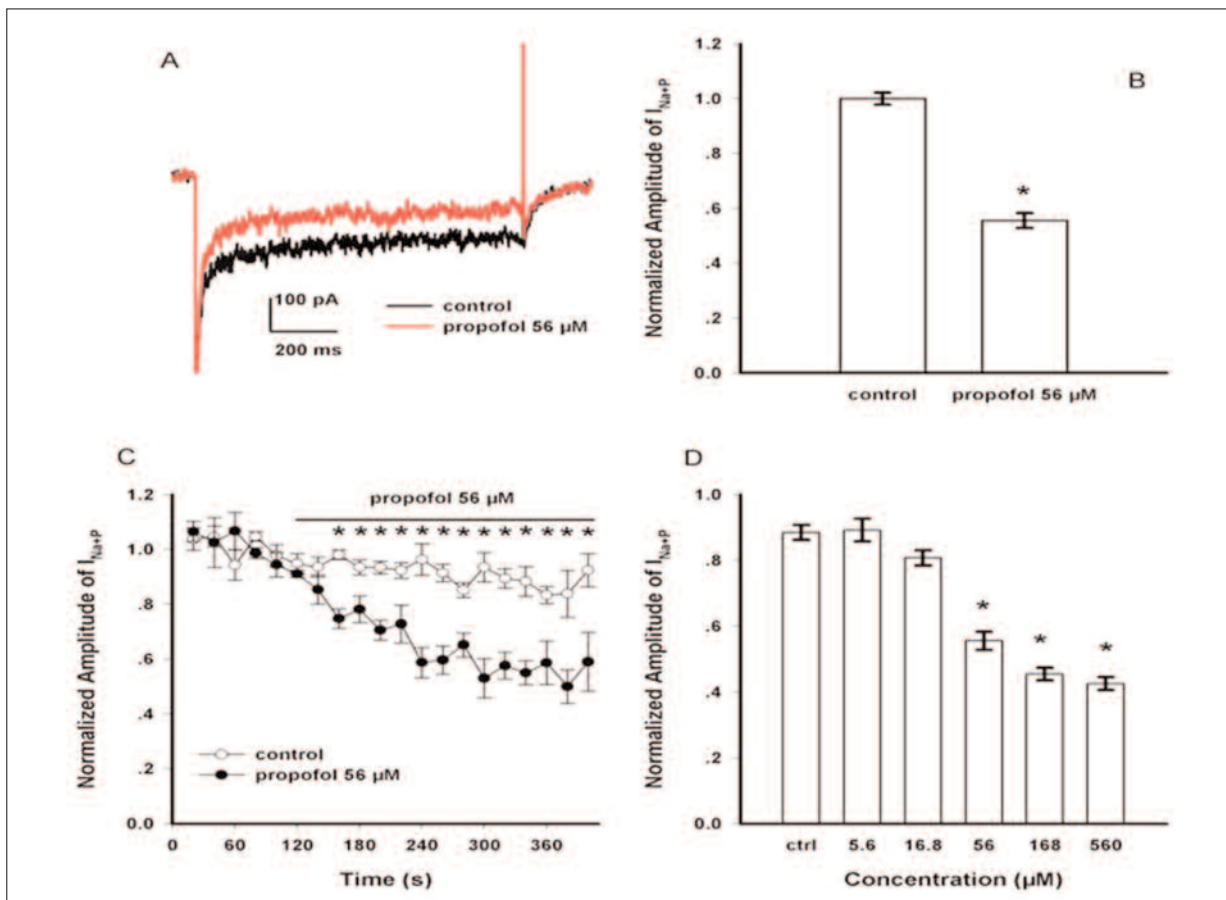 A
100 pA
200 ms
control
propofol 56 µM
B
Normalized Amplitude of I_Na+P
1.2
1.0
.8
.6
.4
.2
0.0
*
control
propofol 56 µM
C
Normalized Amplitude of I_Na+P
1.2
1.0
.8
.6
.4
.2
0.0
propofol 56 µM
* * * * * * * * * * * * *
control
propofol 56 µM
0 60 120 180 240 300 360
Time (s)
D
Normalized Amplitude of I_Na+P
1.0
.8
.6
.4
.2
0.0
* * *
ctrl 5.6 16.8 56 168 560
Concentration (µM)